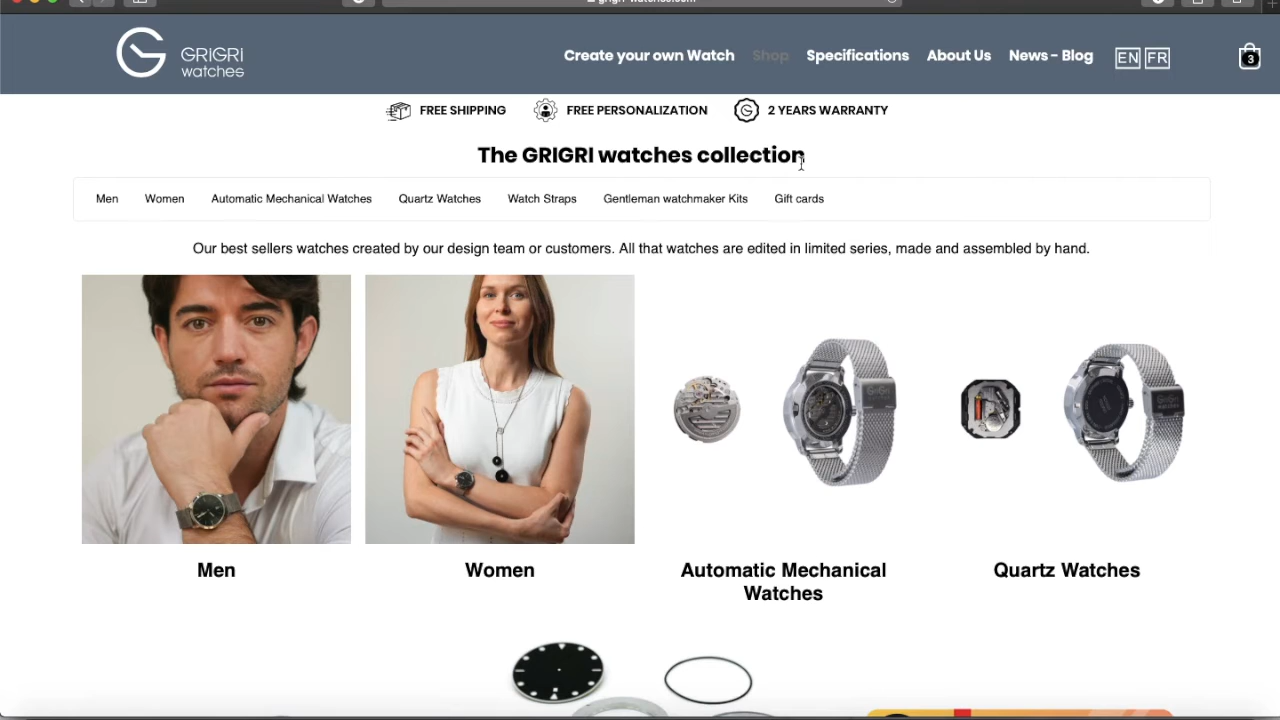 GRIGRI
watches
Create your own Watch
Shop
Specifications
About Us
News - Blog
EN
FR
3
FREE SHIPPING
FREE PERSONALIZATION
2 YEARS WARRANTY
The GRIGRI watches collection
Men
Women
Automatic Mechanical Watches
Quartz Watches
Watch Straps
Gentleman watchmaker Kits
Gift cards
Our best sellers watches created by our design team or customers. All that watches are edited in limited series, made and assembled by hand.
Men
Women
Automatic Mechanical
Watches
Quartz Watches